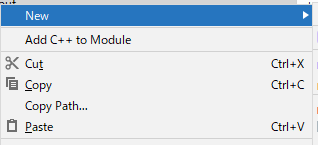 New
Add C++ to Module
Cut Ctrl+X
Copy Ctrl+C
Copy Path...
Paste Ctrl+V